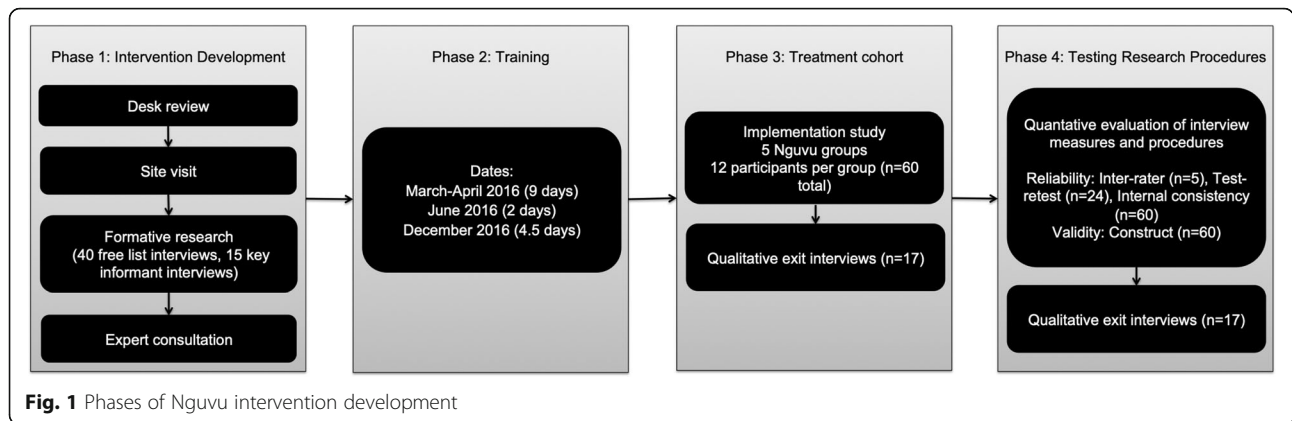 Phase 1: Intervention Development
Desk review
Site visit
Formative research
(40 free list interviews, 15 key
informant interviews)
Expert consultation
Phase 2: Training
Dates:
March-April 2016 (9 days)
June 2016 (2 days)
December 2016 (4.5 days)
Phase 3: Treatment cohort
Implementation study
5 Nguvu groups
12 participants per group (n=60
total)
Qualitative exit interviews (n=17)
Phase 4: Testing Research Procedures
Quantative evaluation of interview
measures and procedures
Reliability: Inter-rater (n=5), Test-
retest (n=24), Internal consistency
(n=60)
Validity: Construct (n=60)
Qualitative exit interviews (n=17)
Fig. 1 Phases of Nguvu intervention development